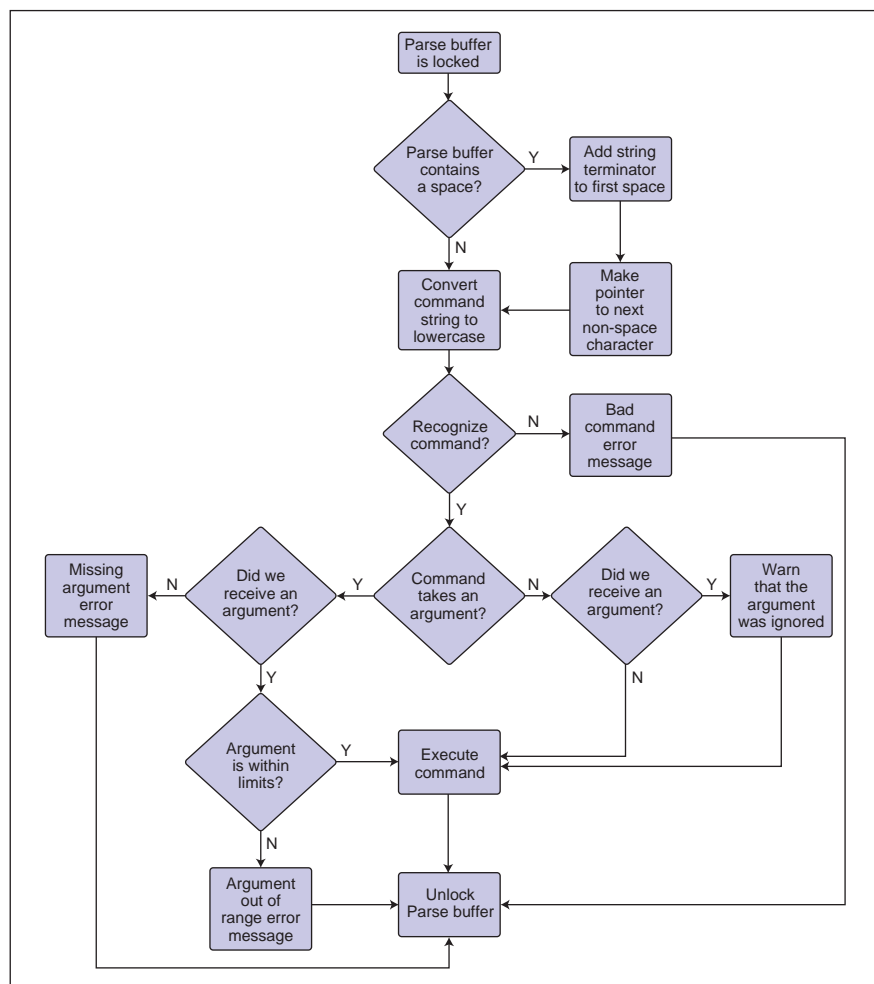 Parse buffer
is locked
Parse buffer
contains
a space?
Y
Add string
terminator
to first space
N
Convert
command
string to
lowercase
Make
pointer
to next
non-space
character
Recognize
command?
N
Bad
command
error
message
Y
Missing
argument
error
message
N
Did we
receive an
argument?
Y
Command
takes an
argument?
N
Did we
receive an
argument?
Y
Warn
that the
argument
was ignored
Y
N
Argument
is within
limits?
Y
Execute
command
N
Argument
out of
range error
message
Unlock
Parse buffer